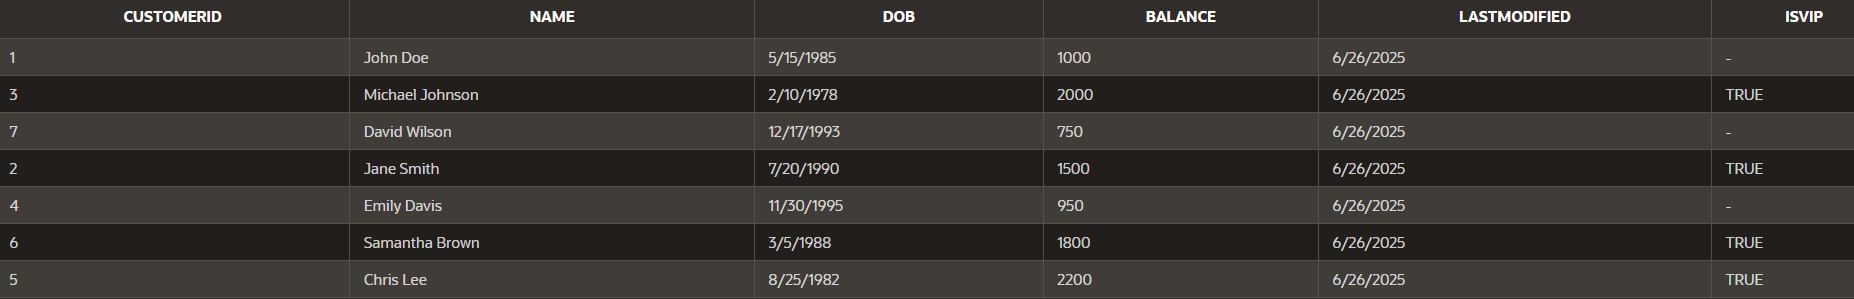 CUSTOMERID NAME DOB BALANCE LASTMODIFIED ISVIP
1 John Doe 5/15/1985 1000 6/26/2025 -
3 Michael Johnson 2/10/1978 2000 6/26/2025 TRUE
7 David Wilson 12/17/1993 750 6/26/2025 -
2 Jane Smith 7/20/1990 1500 6/26/2025 TRUE
4 Emily Davis 11/30/1995 950 6/26/2025 -
6 Samantha Brown 3/5/1988 1800 6/26/2025 TRUE
5 Chris Lee 8/25/1982 2200 6/26/2025 TRUE